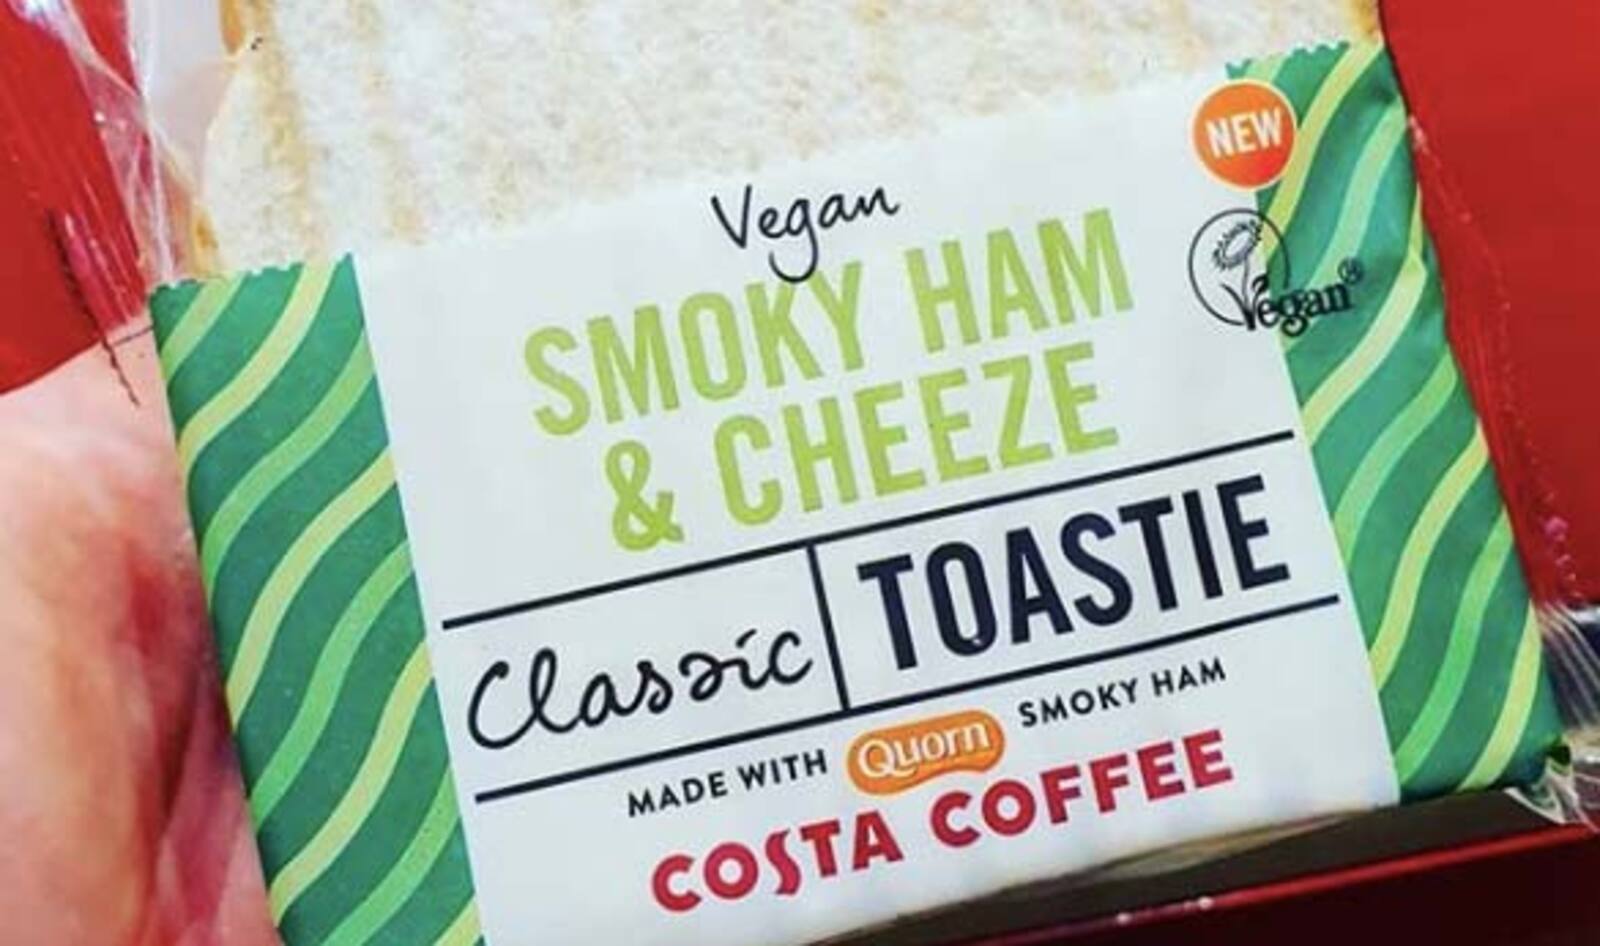 NEW
Vegan
SMOKY HAM
& CHEEZE
Vegan®
Classic TOASTIE
MADE WITH Quorn SMOKY HAM
COSTA COFFEE